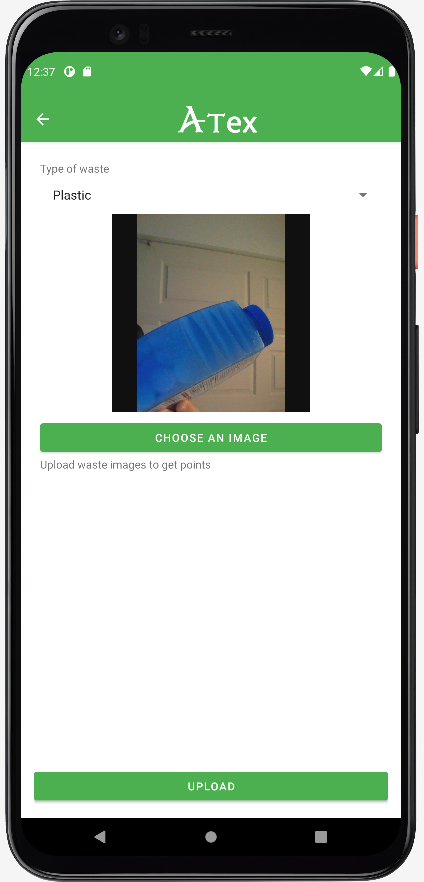 12:37
ATex
Type of waste
Plastic
CHOOSE AN IMAGE
Upload waste images to get points
UPLOAD